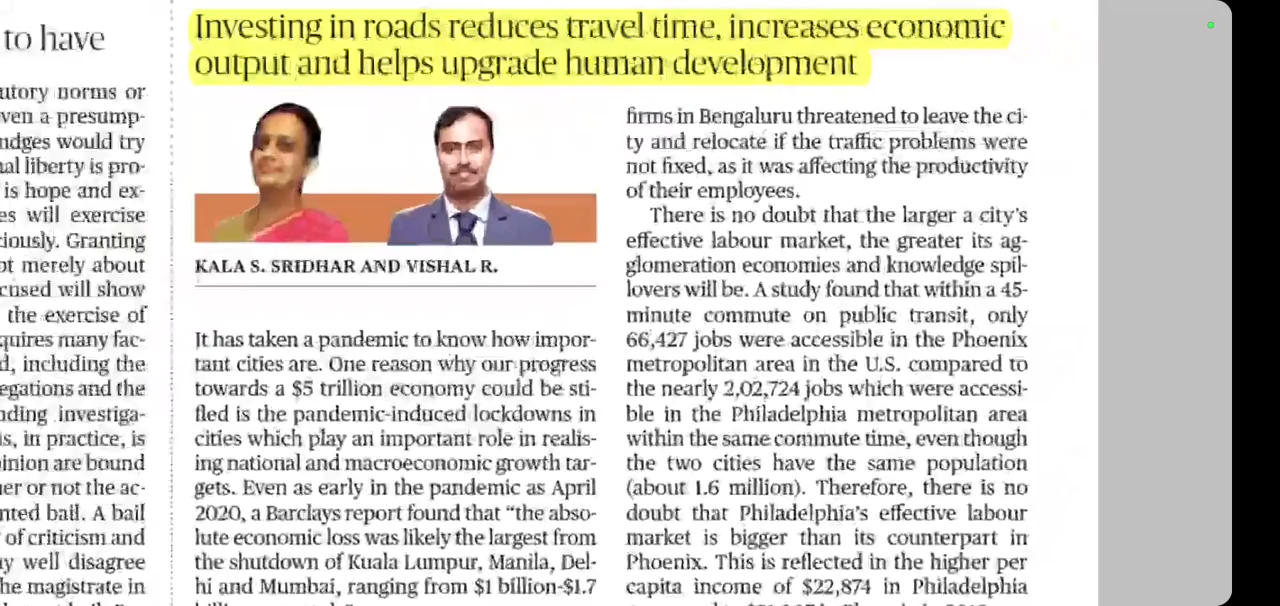 to have
utory norms or
ven a presump-
udges would try
nal liberty is pro-
is hope and ex-
es will exercise
ciously. Granting
ot merely about
cused will show
the exercise of
quires many fac-
d, including the
egations and the
nding investiga-
is, in practice, is
pinion are bound
her or not the ac-
nted bail. A bail
of criticism and
ay well disagree
he magistrate in
Investing in roads reduces travel time, increases economic
output and helps upgrade human development
KALA S. SRIDHAR AND VISHAL R.
It has taken a pandemic to know how impor-
tant cities are. One reason why our progress
towards a $5 trillion economy could be sti-
fled is the pandemic-induced lockdowns in
cities which play an important role in realis-
ing national and macroeconomic growth tar-
gets. Even as early in the pandemic as April
2020, a Barclays report found that “the abso-
lute economic loss was likely the largest from
the shutdown of Kuala Lumpur, Manila, Del-
hi and Mumbai, ranging from $1 billion-$1.7
firms in Bengaluru threatened to leave the ci-
ty and relocate if the traffic problems were
not fixed, as it was affecting the productivity
of their employees.
There is no doubt that the larger a city’s
effective labour market, the greater its ag-
glomeration economies and knowledge spil-
lovers will be. A study found that within a 45-
minute commute on public transit, only
66,427 jobs were accessible in the Phoenix
metropolitan area in the U.S. compared to
the nearly 2,02,724 jobs which were accessi-
ble in the Philadelphia metropolitan area
within the same commute time, even though
the two cities have the same population
(about 1.6 million). Therefore, there is no
doubt that Philadelphia’s effective labour
market is bigger than its counterpart in
Phoenix. This is reflected in the higher per
capita income of $22,874 in Philadelphia